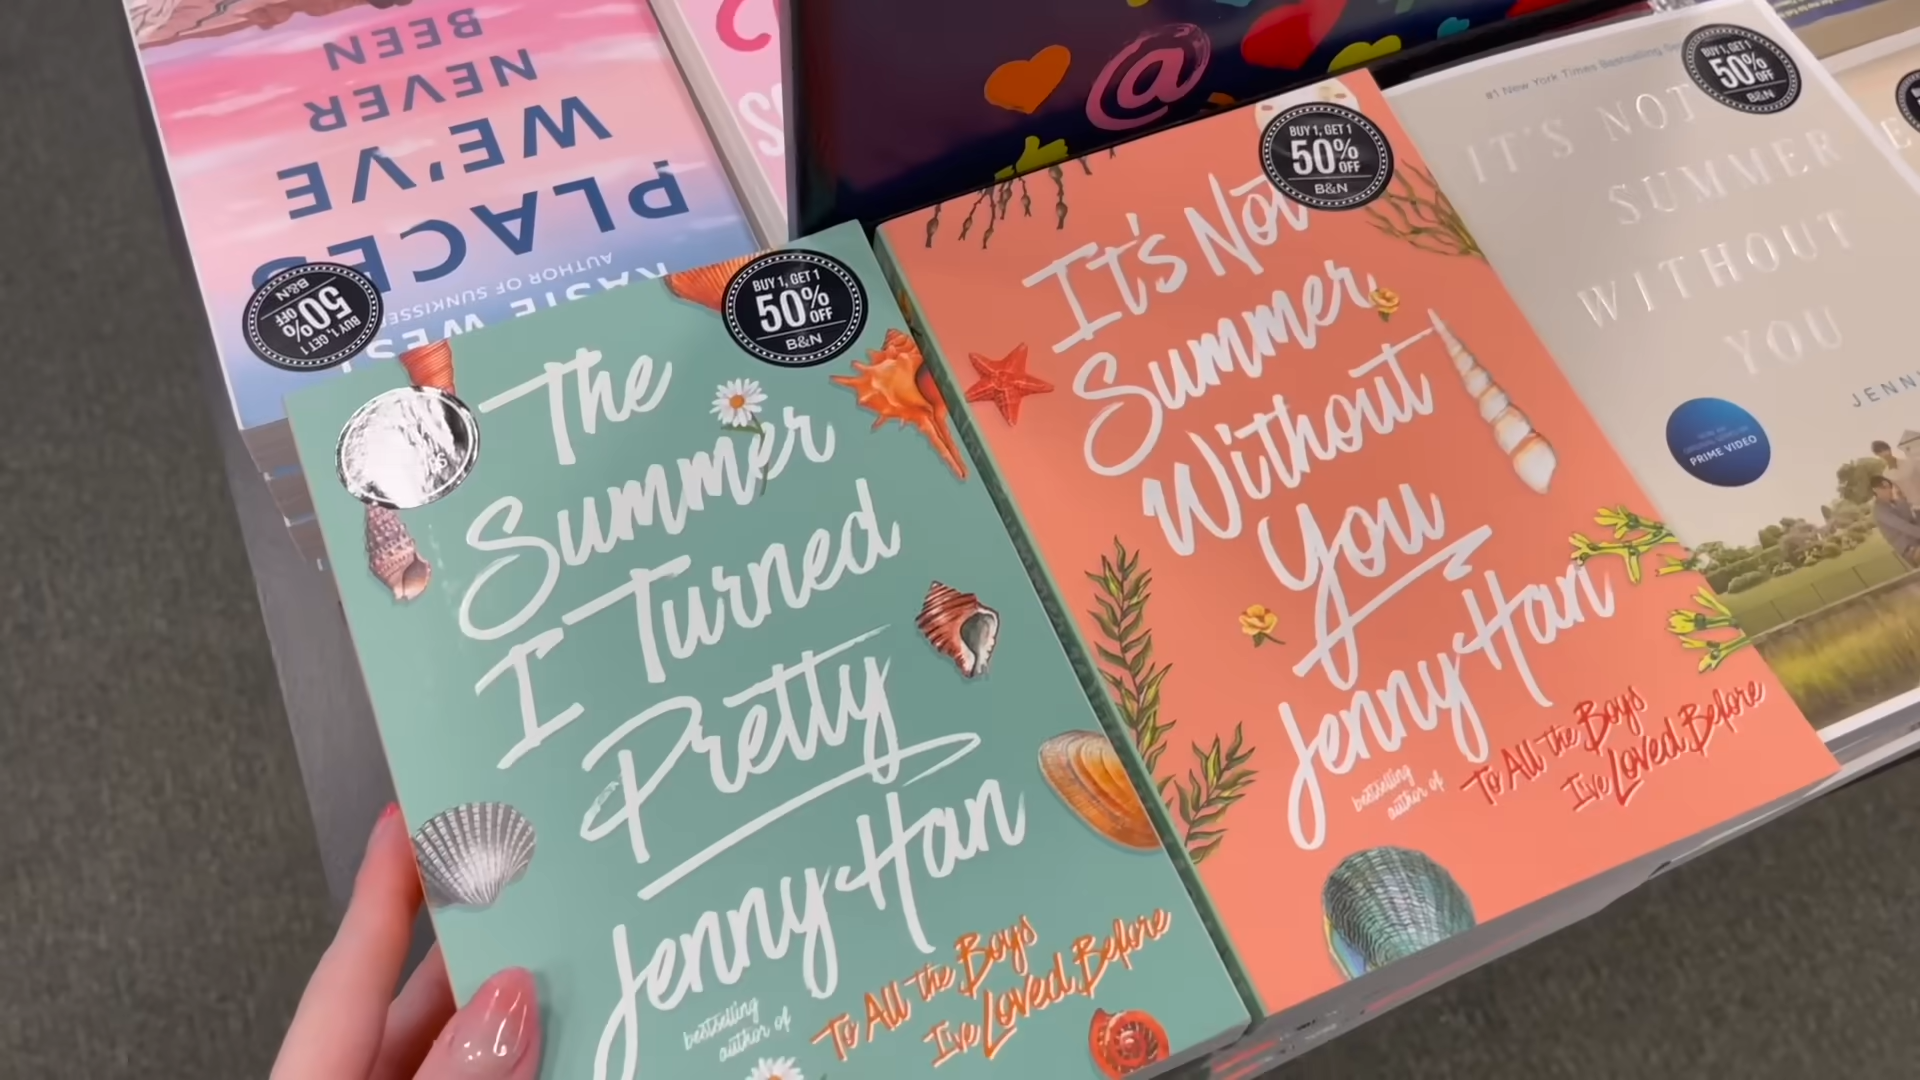 PLACES
WE'VE
NEVER
BEEN
AUTHOR OF SUNKISSED
BUY 1, GET 1
50%
OFF
B&N
@
BUY 1, GET 1
50%
OFF
B&N
The
Summer
I Turned
Pretty
Jenny Han
bestselling
author of
To All the Boys
I've Loved Before
BUY 1, GET 1
50%
OFF
B&N
It's Not
Summer
Without
You
Jenny Han
bestselling
author of
To All the Boys
I've Loved Before
BUY 1, GET 1
50%
OFF
B&N
#1 New York Times Bestselling
IT'S NOT
SUMMER
WITHOUT
YOU
PRIME VIDEO